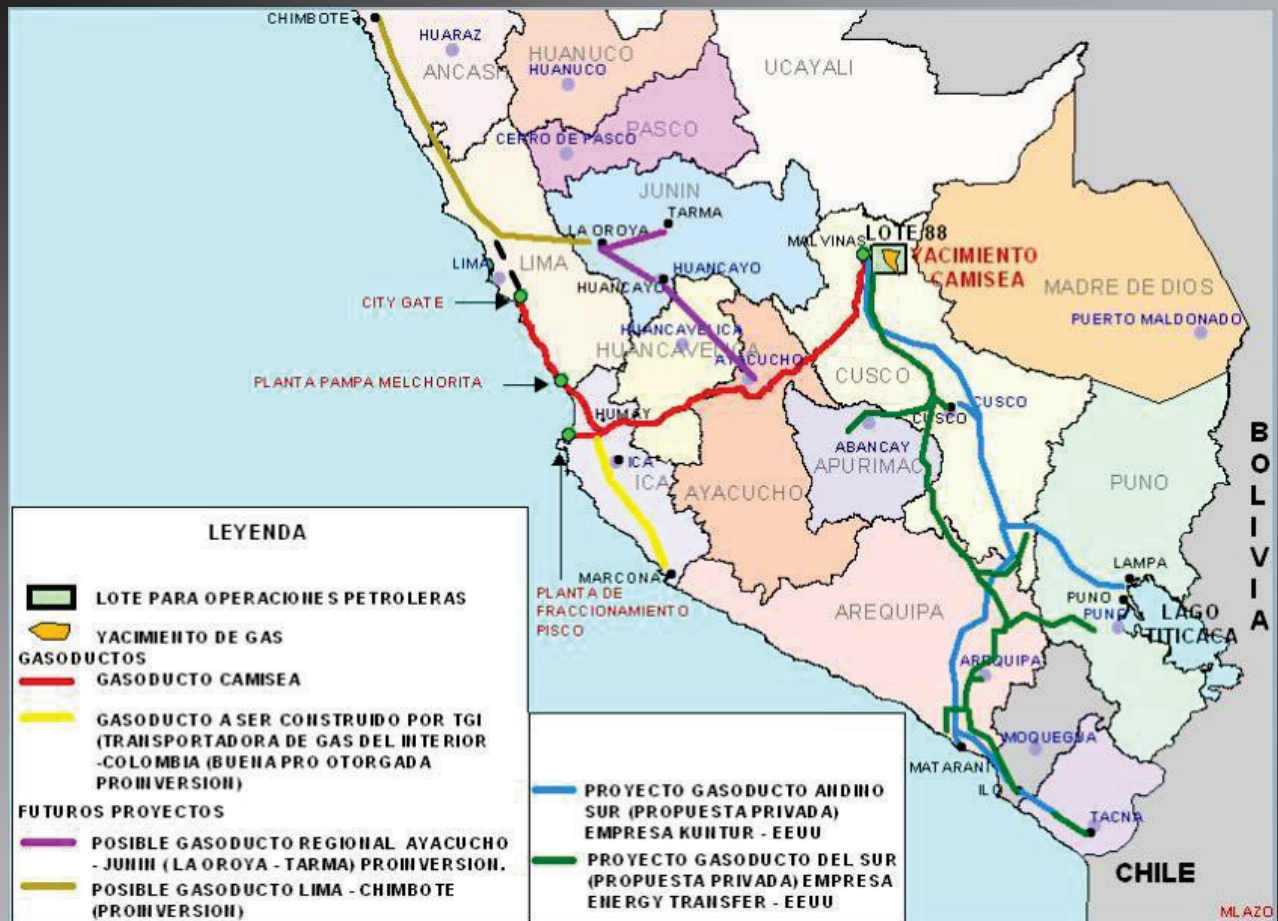 CHIMBOTE
HUARAZ
ANCASH
HUANUCO
HUANUCO
UCAYALI
PASCO
CERRO DE PASCO
JUNIN
TARMA
LA OROYA
MALVINAS
LOTE 88
YACIMIENTO
CAMISEA
LIMA
LIMA
HUANCAYO
HUANCAYO
MADRE DE DIOS
CITY GATE
PUERTO MALDONADO
HUANCAVELICA
HUANCAVELICA
AYACUCHO
PLANTA PAMPA MELCHORITA
CUSCO
CUSCO
CUSCO
HUMAY
ABANCAY
APURIMAC
ICA
ICA
AYACUCHO
PUNO
BOLIVIA
MARCONA
PLANTA DE
FRACCIONAMIENTO
PISCO
AREQUIPA
LAMPA
PUNO
PUNO
LAGO
TITICACA
AREQUIPA
MOQUEGUA
MATARANI
ILO
TACNA
CHILE
LEYENDA
LOTE PARA OPERACIONES PETROLERAS
YACIMIENTO DE GAS
GASODUCTOS
GASODUCTO CAMISEA
GASODUCTO A SER CONSTRUIDO POR TGI
(TRANSPORTADORA DE GAS DEL INTERIOR
-COLOMBIA (BUENA PRO OTORGADA
PROINVERSION)
FUTUROS PROYECTOS
POSIBLE GASODUCTO REGIONAL AYACUCHO
- JUNIN ( LA OROYA - TARMA) PROINVERSION.
POSIBLE GASODUCTO LIMA - CHIMBOTE
(PROINVERSION)
PROYECTO GASODUCTO ANDINO
SUR (PROPUESTA PRIVADA)
EMPRESA KUNTUR - EEUU
PROYECTO GASODUCTO DEL SUR
(PROPUESTA PRIVADA) EMPRESA
ENERGY TRANSFER - EEUU
MLAZO